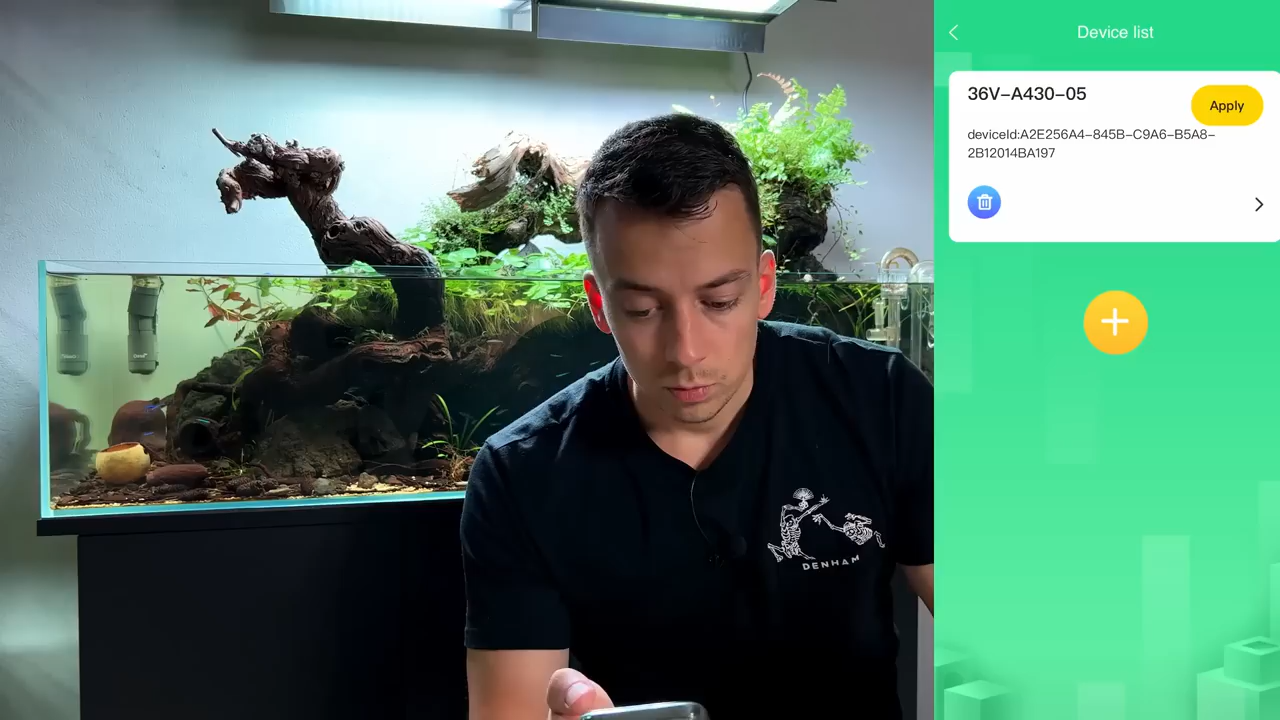 Device list
36V-A430-05
Apply
deviceId:A2E256A4-845B-C9A6-B5A8-
2B12014BA197
DENHAM